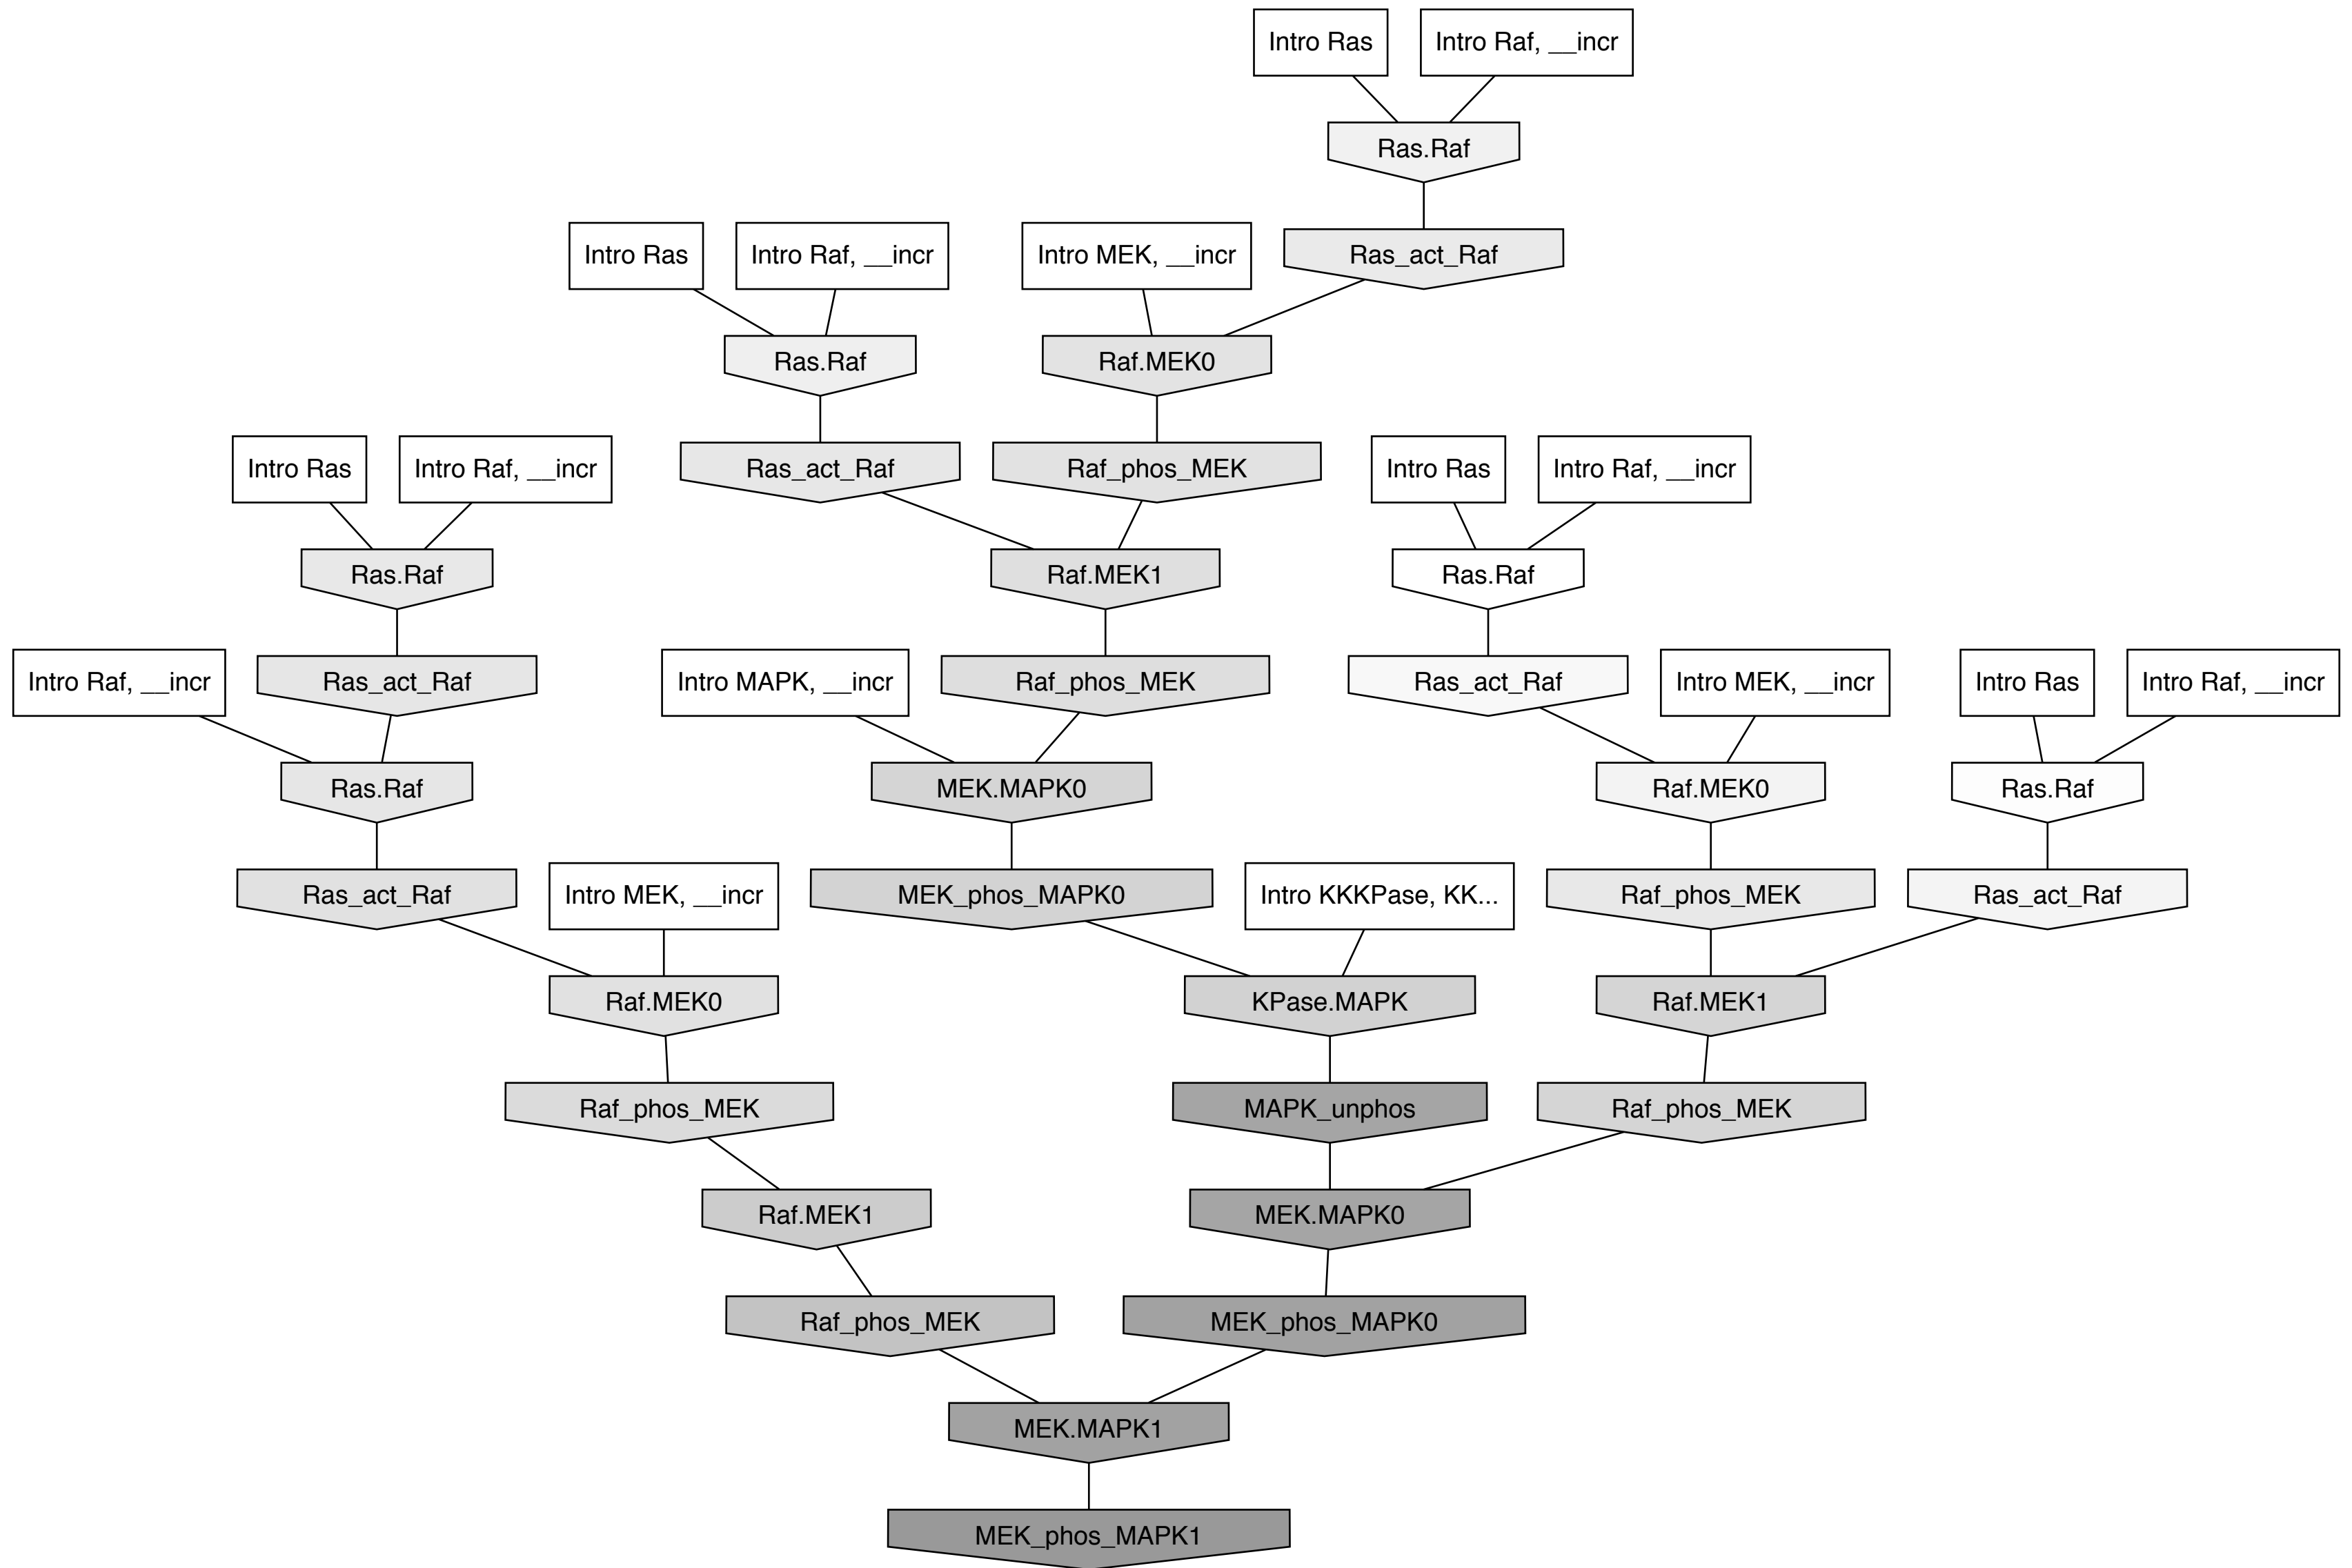 Intro Ras
Intro Raf, __incr
Ras.Raf
Intro Ras
Intro Raf, __incr
Intro MEK, __incr
Ras_act_Raf
Ras.Raf
Raf.MEK0
Intro Ras
Intro Raf, __incr
Ras_act_Raf
Raf_phos_MEK
Intro Ras
Intro Raf, __incr
Ras.Raf
Raf.MEK1
Ras.Raf
Intro Raf, __incr
Ras_act_Raf
Intro MAPK, __incr
Raf_phos_MEK
Ras_act_Raf
Intro MEK, __incr
Intro Ras
Intro Raf, __incr
Ras.Raf
MEK.MAPK0
Raf.MEK0
Ras.Raf
Ras_act_Raf
Intro MEK, __incr
MEK_phos_MAPK0
Intro KKKPase, KK...
Raf_phos_MEK
Ras_act_Raf
Raf.MEK0
KPase.MAPK
Raf.MEK1
Raf_phos_MEK
MAPK_unphos
Raf_phos_MEK
Raf.MEK1
MEK.MAPK0
Raf_phos_MEK
MEK_phos_MAPK0
MEK.MAPK1
MEK_phos_MAPK1